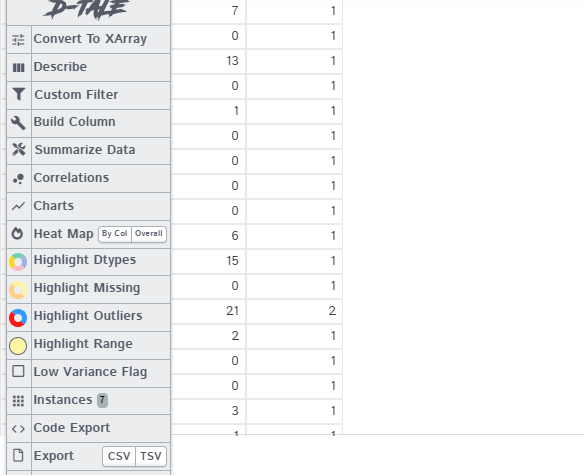 D-TALE
Convert To XArray
Describe
Custom Filter
Build Column
Summarize Data
Correlations
Charts
Heat Map By Col Overall
Highlight Dtypes
Highlight Missing
Highlight Outliers
Highlight Range
Low Variance Flag
Instances 7
Code Export
Export CSV TSV
7 1
0 1
13 1
0 1
1 1
0 1
0 1
0 1
0 1
6 1
15 1
0 1
21 2
2 1
0 1
0 1
3 1
1 1